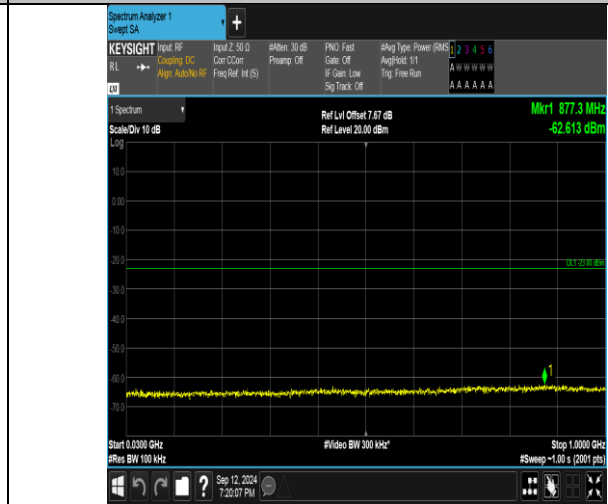 Spectrum Analyzer 1
Swept SA
+
KEYSIGHT Input: RF Input Z: 50 Ω #Atten: 30 dB PNO: Fast #Avg Type: Power (RMS 1 2 3 4 5 6
RL Coupling: DC Corr CCorr Preamp: Off Gate: Off Avg|Hold: 1/1 A W W W W W
Align: Auto/No RF Freq Ref: Int (S) IF Gain: Low Trig: Free Run
Sig Track: Off A A A A A A
LXI
1 Spectrum Ref Lvl Offset 7.67 dB Mkr1 877.3 MHz
Scale/Div 10 dB Ref Level 20.00 dBm -62.613 dBm
Log
10.0
0.00
-10.0
-20.0
DL1 -23.00 dBm
-30.0
-40.0
-50.0
1
-60.0
-70.0
Start 0.0300 GHz #Video BW 300 kHz* Stop 1.0000 GHz
#Res BW 100 kHz #Sweep ~1.00 s (2001 pts)
? Sep 12, 2024
7:20:07 PM